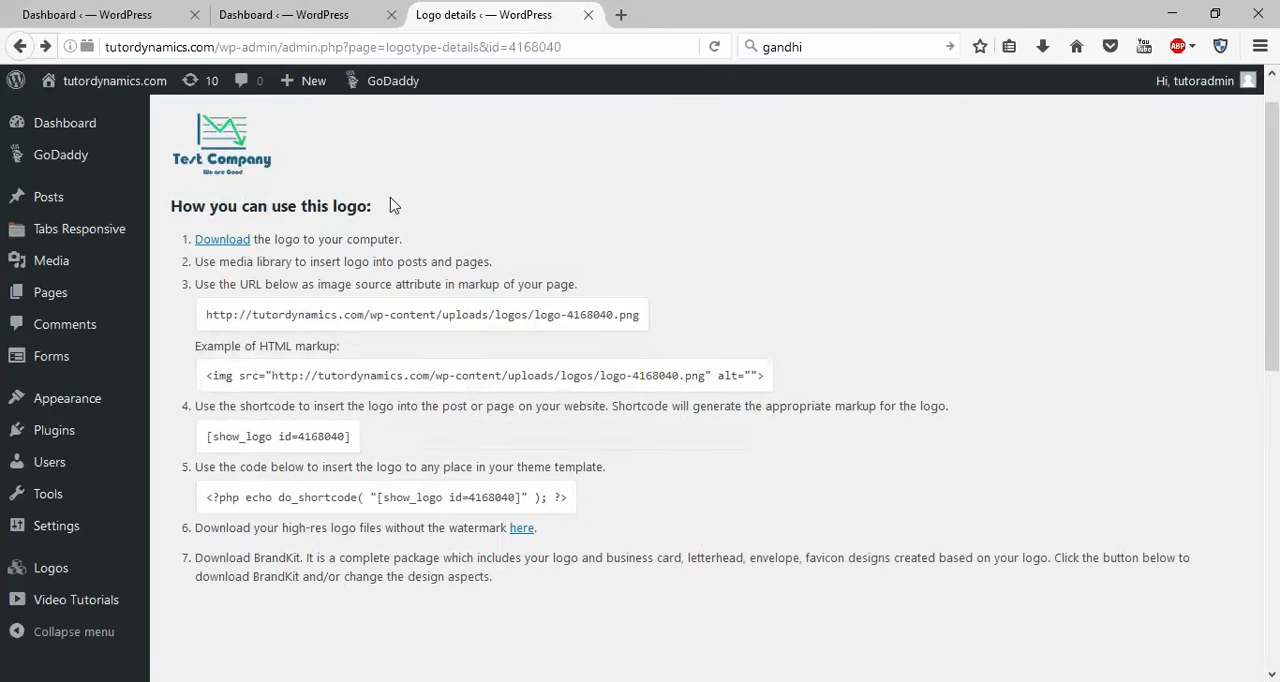 Dashboard ‹ — WordPress
Dashboard ‹ — WordPress
Logo details ‹ — WordPress
tutordynamics.com/wp-admin/admin.php?page=logotype-details&id=4168040
gandhi
You Tube
ABP
tutordynamics.com
10
0
New
GoDaddy
Hi, tutoradmin
Dashboard
GoDaddy
Posts
Tabs Responsive
Media
Pages
Comments
Forms
Appearance
Plugins
Users
Tools
Settings
Logos
Video Tutorials
Collapse menu
Test Company
We are Good
How you can use this logo:
1. Download the logo to your computer.
2. Use media library to insert logo into posts and pages.
3. Use the URL below as image source attribute in markup of your page.
http://tutordynamics.com/wp-content/uploads/logos/logo-4168040.png
Example of HTML markup:
<img src="http://tutordynamics.com/wp-content/uploads/logos/logo-4168040.png" alt="">
4. Use the shortcode to insert the logo into the post or page on your website. Shortcode will generate the appropriate markup for the logo.
[show_logo id=4168040]
5. Use the code below to insert the logo to any place in your theme template.
<?php echo do_shortcode( "[show_logo id=4168040]" ); ?>
6. Download your high-res logo files without the watermark here.
7. Download BrandKit. It is a complete package which includes your logo and business card, letterhead, envelope, favicon designs created based on your logo. Click the button below to
download BrandKit and/or change the design aspects.